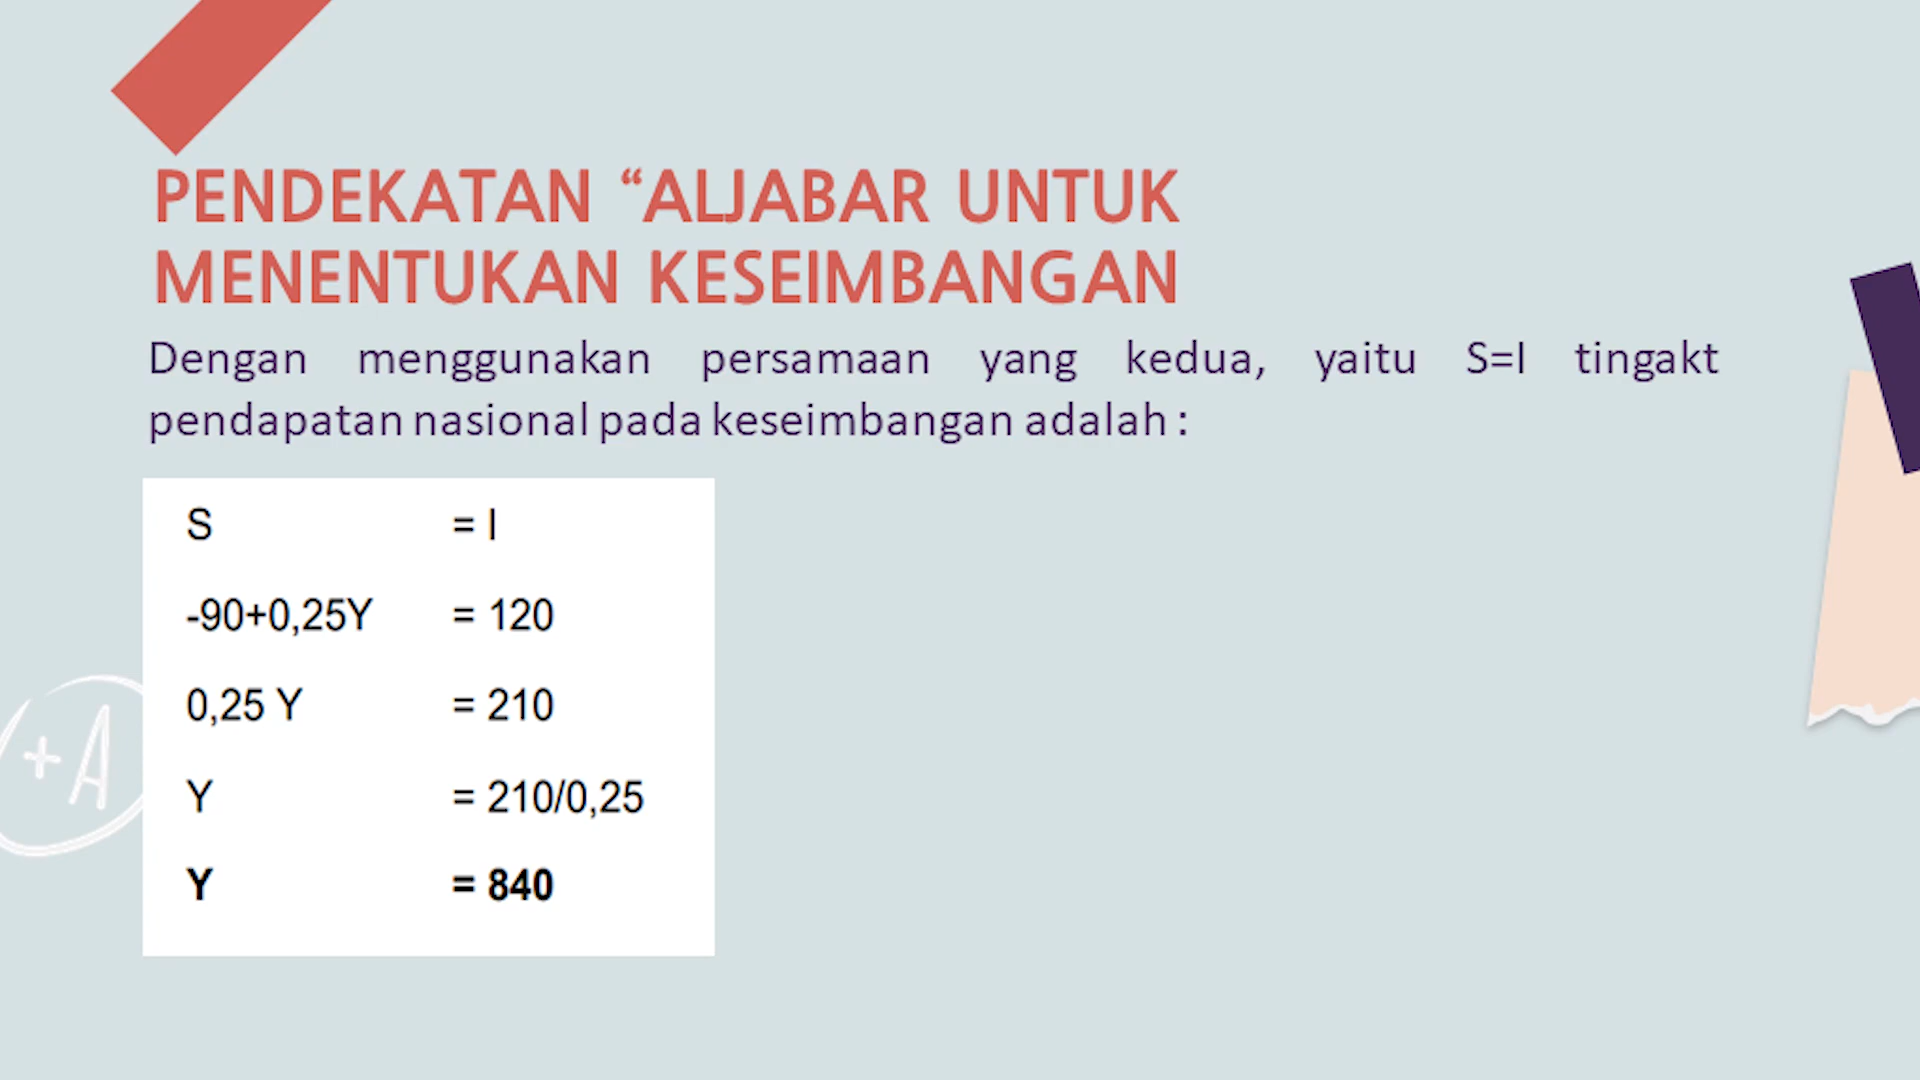 PENDEKATAN “ALJABAR UNTUK
MENENTUKAN KESEIMBANGAN
Dengan menggunakan persamaan yang kedua, yaitu S=I tingakt
pendapatan nasional pada keseimbangan adalah :
S = I
-90+0,25Y = 120
0,25 Y = 210
Y = 210/0,25
Y = 840
+A